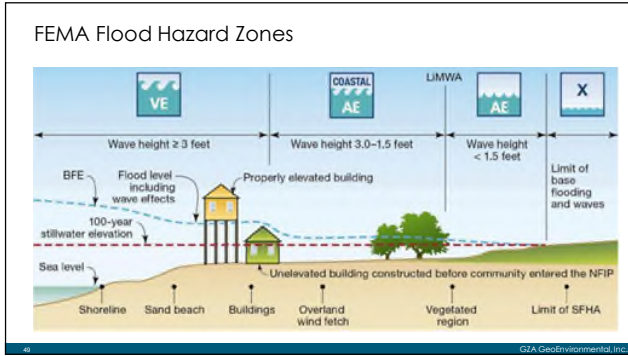 FEMA Flood Hazard Zones
VE
COASTAL
AE
LiMWA
AE
X
Wave height ≥ 3 feet
Wave height 3.0–1.5 feet
Wave height
< 1.5 feet
Limit of
base
flooding
and waves
BFE
Flood level
including
wave effects
Properly elevated building
100-year
stillwater elevation
Sea level
Unelevated building constructed before community entered the NFIP
Shoreline
Sand beach
Buildings
Overland
wind fetch
Vegetated
region
Limit of SFHA
GZA GeoEnvironmental, Inc.